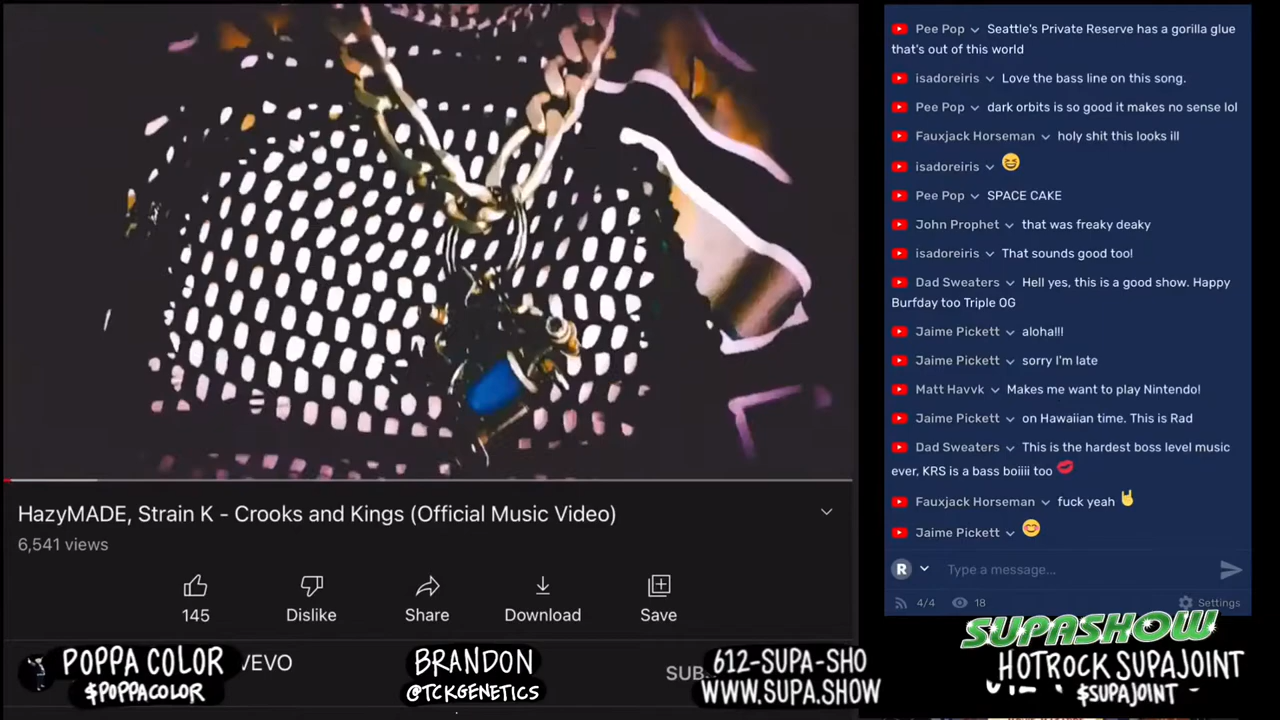 HazyMADE, Strain K - Crooks and Kings (Official Music Video)
6,541 views
145
Dislike
Share
Download
Save
VEVO
SUB
POPPA COLOR
$POPPACOLOR
BRANDON
@TCKGENETICS
612-SUPA-SHO
WWW.SUPA.SHOW
Pee Pop Seattle's Private Reserve has a gorilla glue
that's out of this world
isadoreiris Love the bass line on this song.
Pee Pop dark orbits is so good it makes no sense lol
Fauxjack Horseman holy shit this looks ill
isadoreiris 😆
Pee Pop SPACE CAKE
John Prophet that was freaky deaky
isadoreiris That sounds good too!
Dad Sweaters Hell yes, this is a good show. Happy
Burfday too Triple OG
Jaime Pickett aloha!!!
Jaime Pickett sorry I'm late
Matt Havvk Makes me want to play Nintendo!
Jaime Pickett on Hawaiian time. This is Rad
Dad Sweaters This is the hardest boss level music
ever, KRS is a bass boiiii too 💋
Fauxjack Horseman fuck yeah 🤘
Jaime Pickett 😊
R Type a message...
4/4 18 Settings
SUPASHOW
HOTROCK SUPAJOINT
$SUPAJOINT